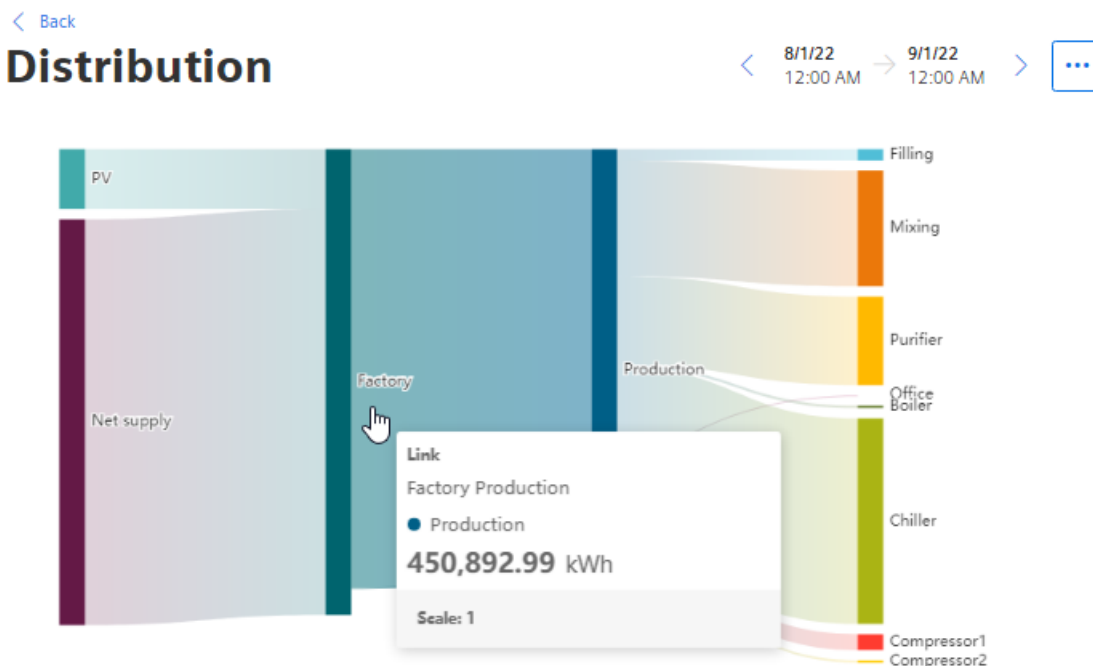 Back
Distribution
8/1/22
12:00 AM
9/1/22
12:00 AM
PV
Net supply
Factory
Production
Filling
Mixing
Purifier
Office
Boiler
Chiller
Compressor1
Compressor2
Link
Factory Production
Production
450,892.99 kWh
Scale: 1